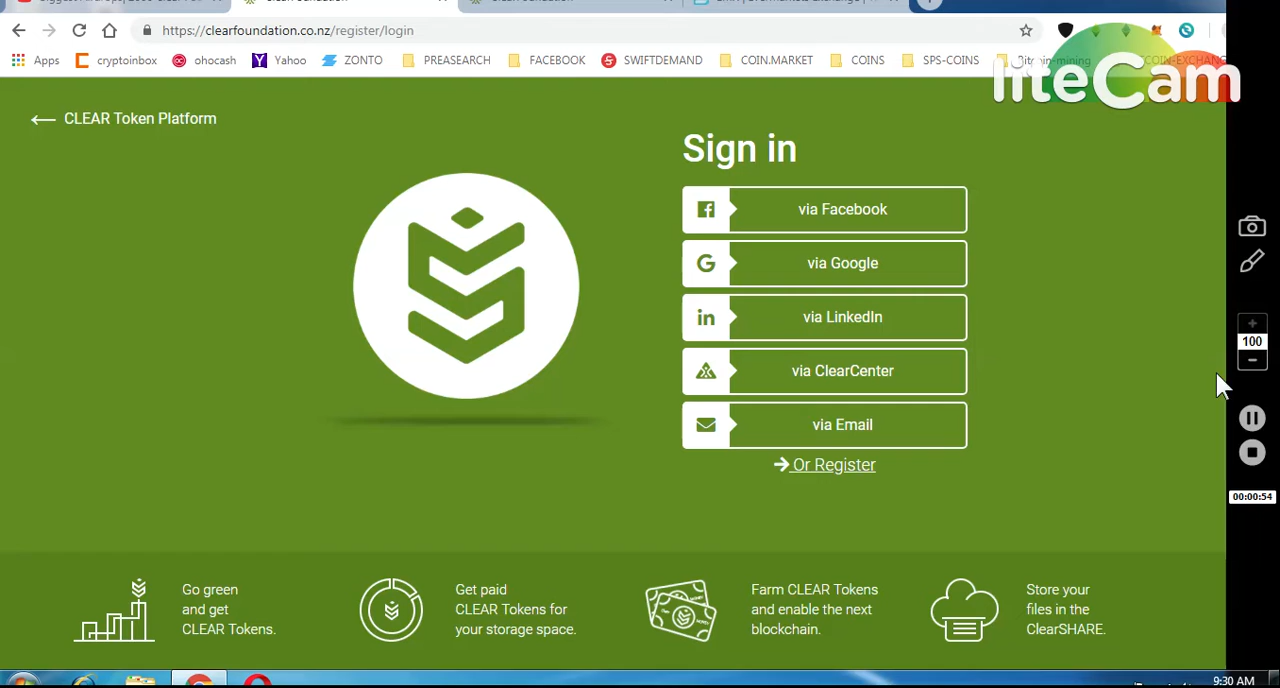 https://clearfoundation.co.nz/register/login
Apps cryptoinbox ohocash Yahoo ZONTO PREASEARCH FACEBOOK SWIFTDEMAND COIN.MARKET COINS SPS-COINS
liteCam
CLEAR Token Platform
Sign in
via Facebook
via Google
via LinkedIn
via ClearCenter
via Email
Or Register
100
00:00:54
Go green
and get
CLEAR Tokens.
Get paid
CLEAR Tokens for
your storage space.
Farm CLEAR Tokens
and enable the next
blockchain.
Store your
files in the
ClearSHARE.
9:30 AM